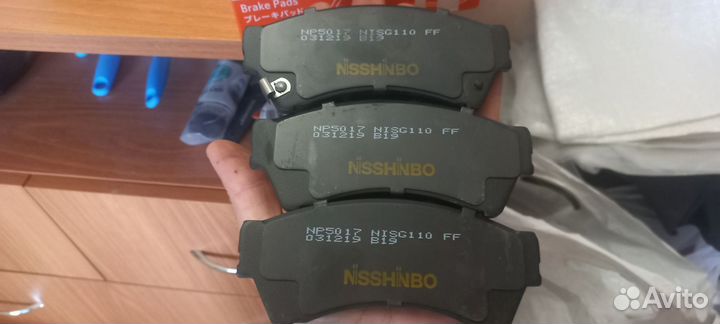 Brake Pads
ブレーキパッド
NP5017 NISG110 FF
031219 B19
NISSHINBO
NP5017 NISG110 FF
031219 B19
NISSHINBO
NP5017 NISG110 FF
031219 B19
NISSHINBO
Avito